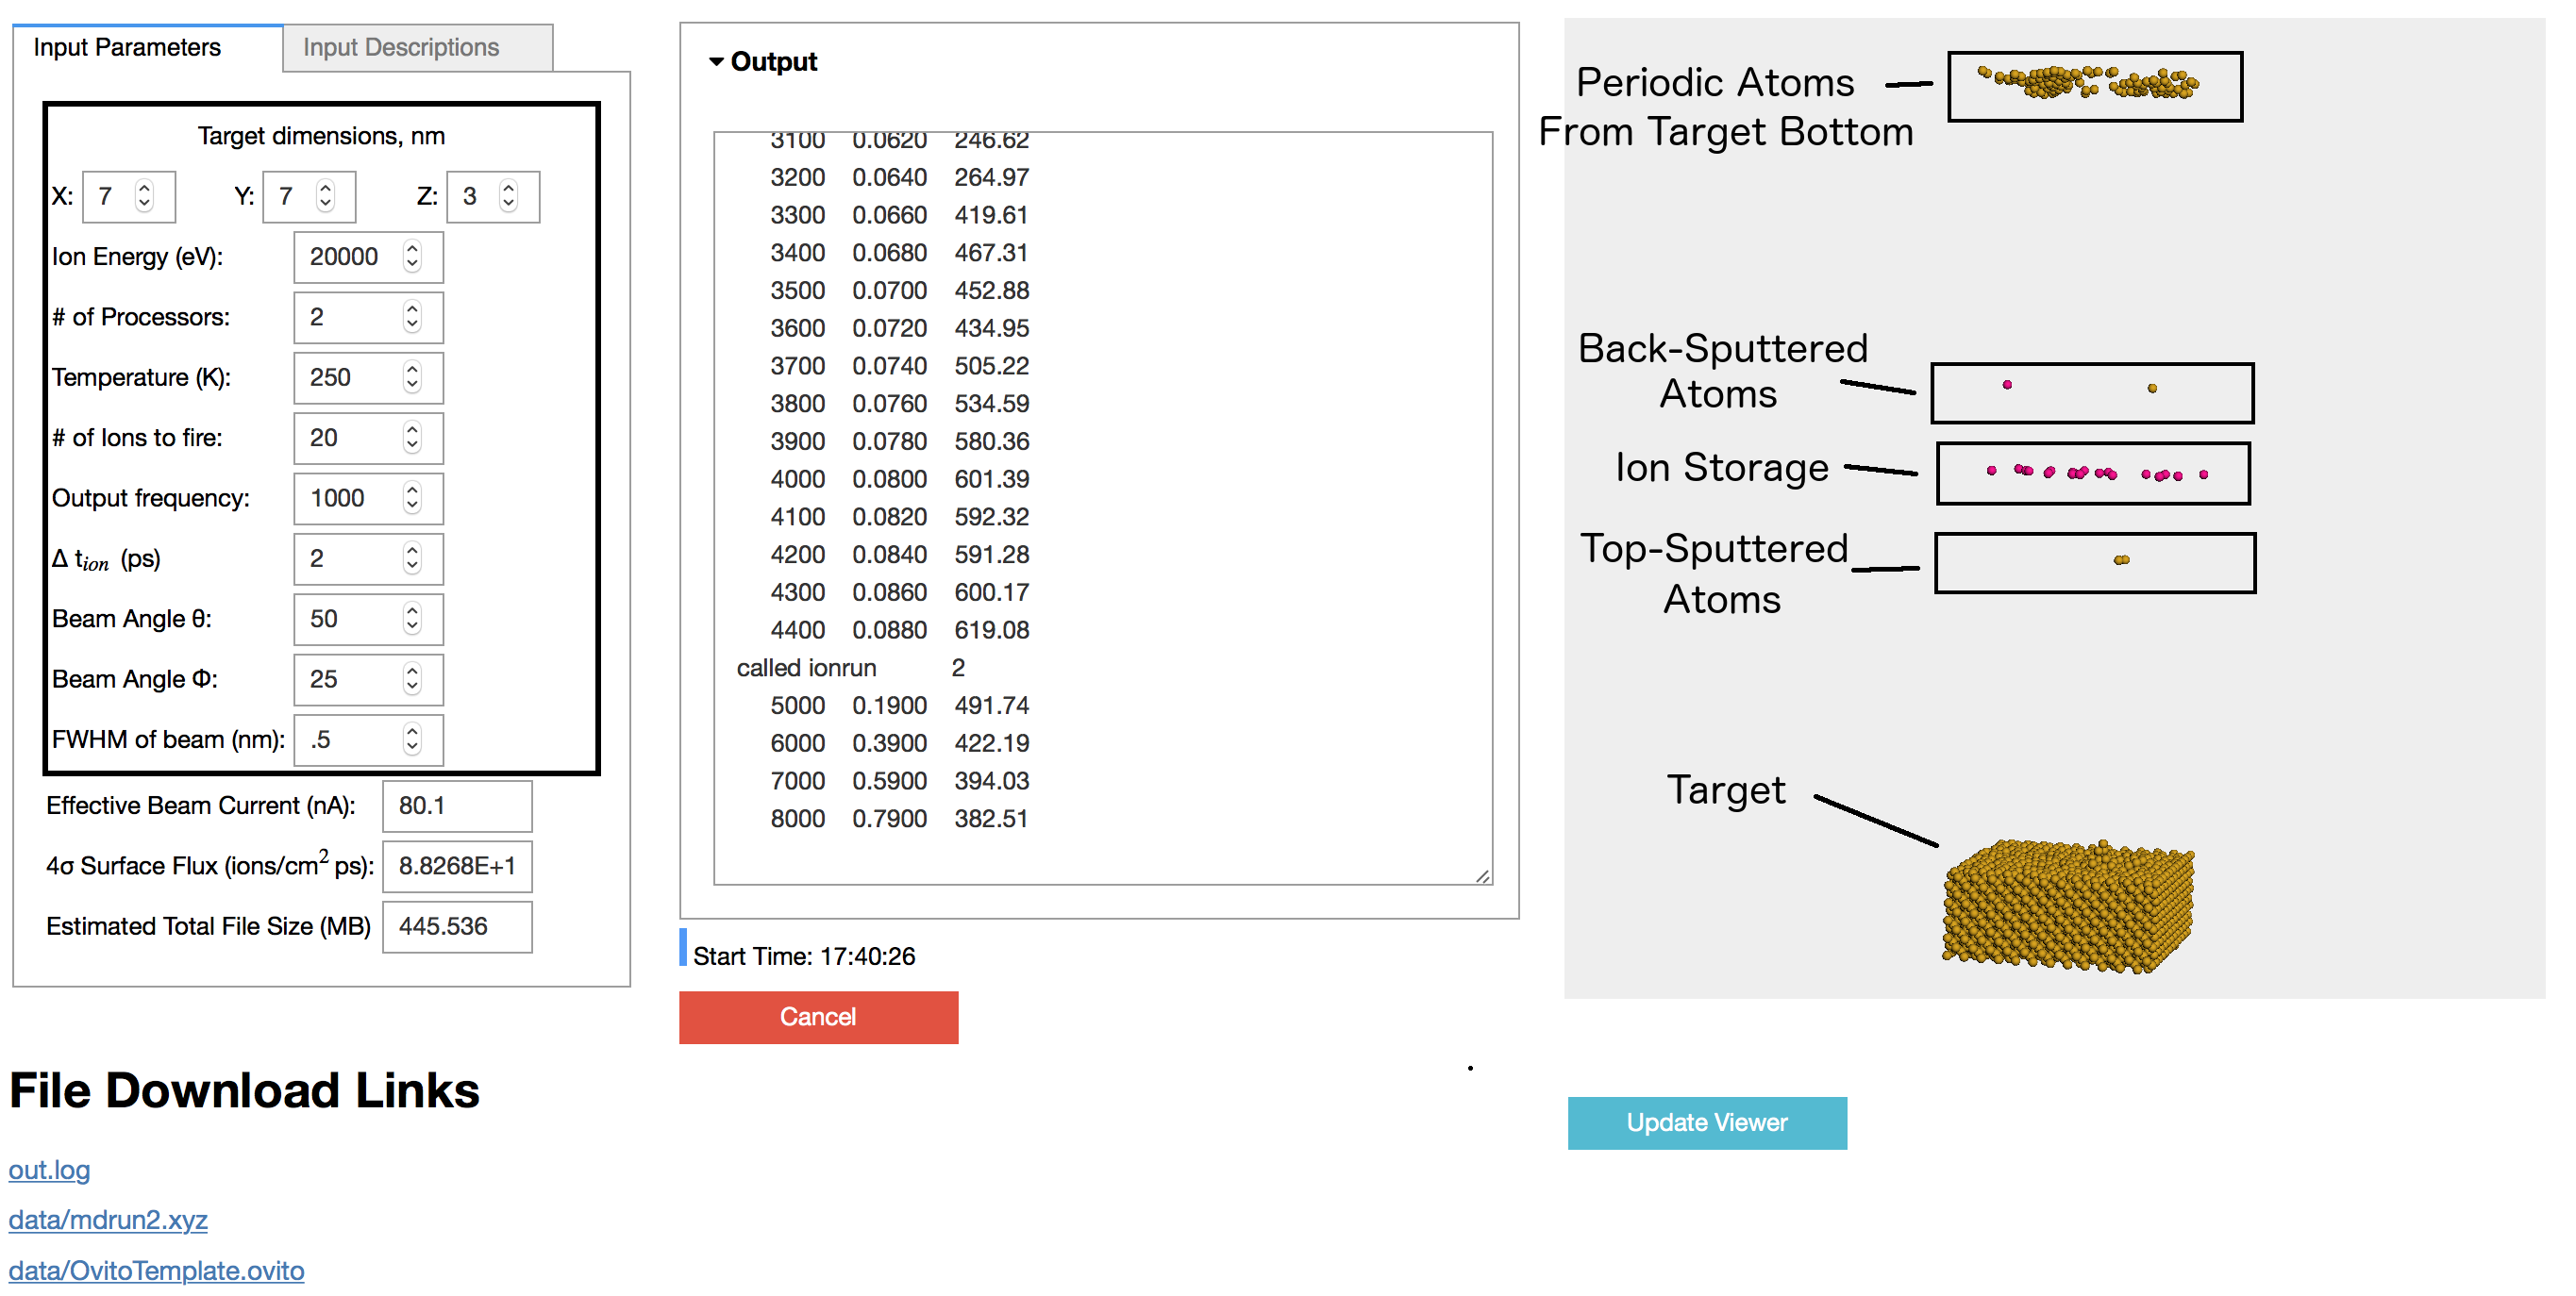 Input Parameters
Input Descriptions
Target dimensions, nm
X: 7 Y: 7 Z: 3
Ion Energy (eV): 20000
# of Processors: 2
Temperature (K): 250
# of Ions to fire: 20
Output frequency: 1000
Δ tion (ps) 2
Beam Angle θ: 50
Beam Angle Φ: 25
FWHM of beam (nm): .5
Effective Beam Current (nA): 80.1
4σ Surface Flux (ions/cm² ps): 8.8268E+1
Estimated Total File Size (MB) 445.536
Output
3100 0.0620 246.62
3200 0.0640 264.97
3300 0.0660 419.61
3400 0.0680 467.31
3500 0.0700 452.88
3600 0.0720 434.95
3700 0.0740 505.22
3800 0.0760 534.59
3900 0.0780 580.36
4000 0.0800 601.39
4100 0.0820 592.32
4200 0.0840 591.28
4300 0.0860 600.17
4400 0.0880 619.08
called ionrun 2
5000 0.1900 491.74
6000 0.3900 422.19
7000 0.5900 394.03
8000 0.7900 382.51
Start Time: 17:40:26
Cancel
Periodic Atoms
From Target Bottom
Back-Sputtered
Atoms
Ion Storage
Top-Sputtered
Atoms
Target
Update Viewer
File Download Links
out.log
data/mdrun2.xyz
data/OvitoTemplate.ovito